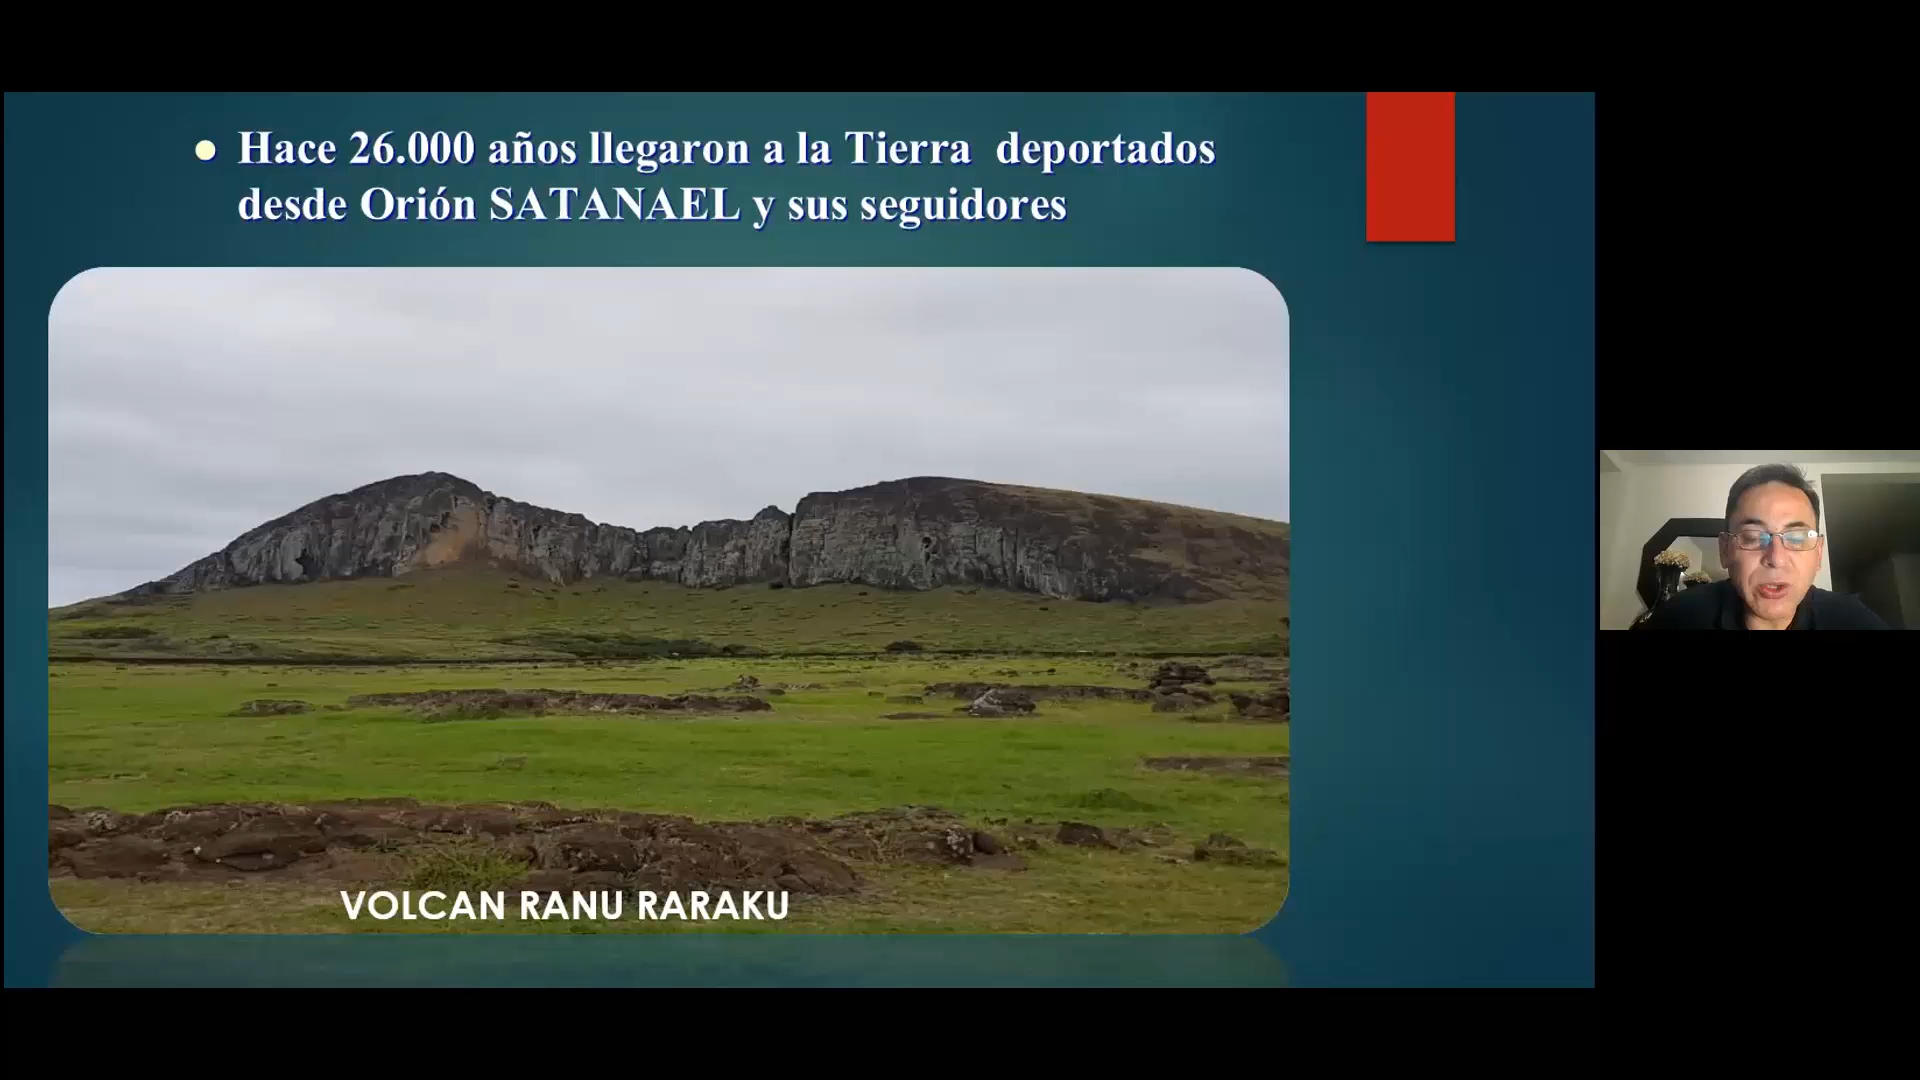 Hace 26.000 años llegaron a la Tierra deportados
desde Orión SATANAEL y sus seguidores
VOLCAN RANU RARAKU